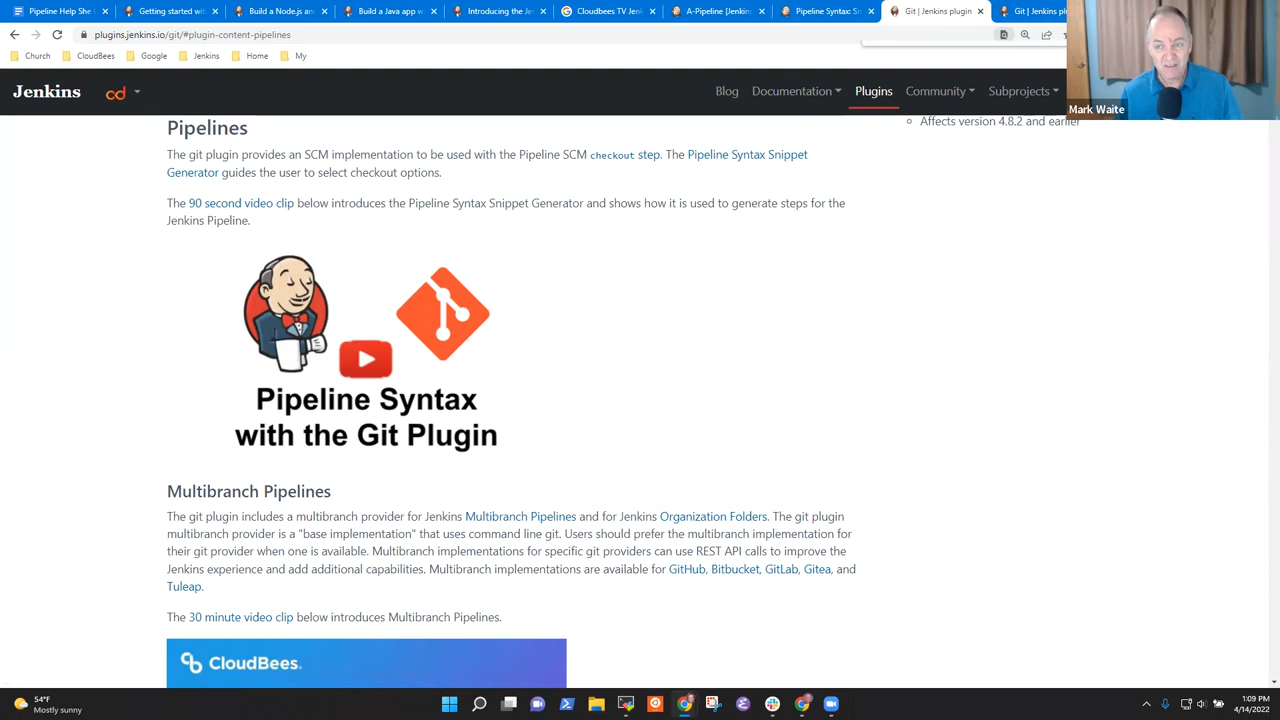 Pipeline Help She
Getting started wit
Build a Node.js and
Build a Java app w
Introducing the Je
Cloudbees TV Jenk
A-Pipeline [Jenkins
Pipeline Syntax: Sn
Git | Jenkins plugin
Git | Jenkins plu
plugins.jenkins.io/git/#plugin-content-pipelines
Church
CloudBees
Google
Jenkins
Home
My
Jenkins
cd
Blog
Documentation
Plugins
Community
Subprojects
Mark Waite
Affects version 4.8.2 and earlier
Pipelines
The git plugin provides an SCM implementation to be used with the Pipeline SCM checkout step. The Pipeline Syntax Snippet
Generator guides the user to select checkout options.
The 90 second video clip below introduces the Pipeline Syntax Snippet Generator and shows how it is used to generate steps for the
Jenkins Pipeline.
Pipeline Syntax
with the Git Plugin
Multibranch Pipelines
The git plugin includes a multibranch provider for Jenkins Multibranch Pipelines and for Jenkins Organization Folders. The git plugin
multibranch provider is a "base implementation" that uses command line git. Users should prefer the multibranch implementation for
their git provider when one is available. Multibranch implementations for specific git providers can use REST API calls to improve the
Jenkins experience and add additional capabilities. Multibranch implementations are available for GitHub, Bitbucket, GitLab, Gitea, and
Tuleap.
The 30 minute video clip below introduces Multibranch Pipelines.
CloudBees.
54°F
Mostly sunny
1:09 PM
4/14/2022